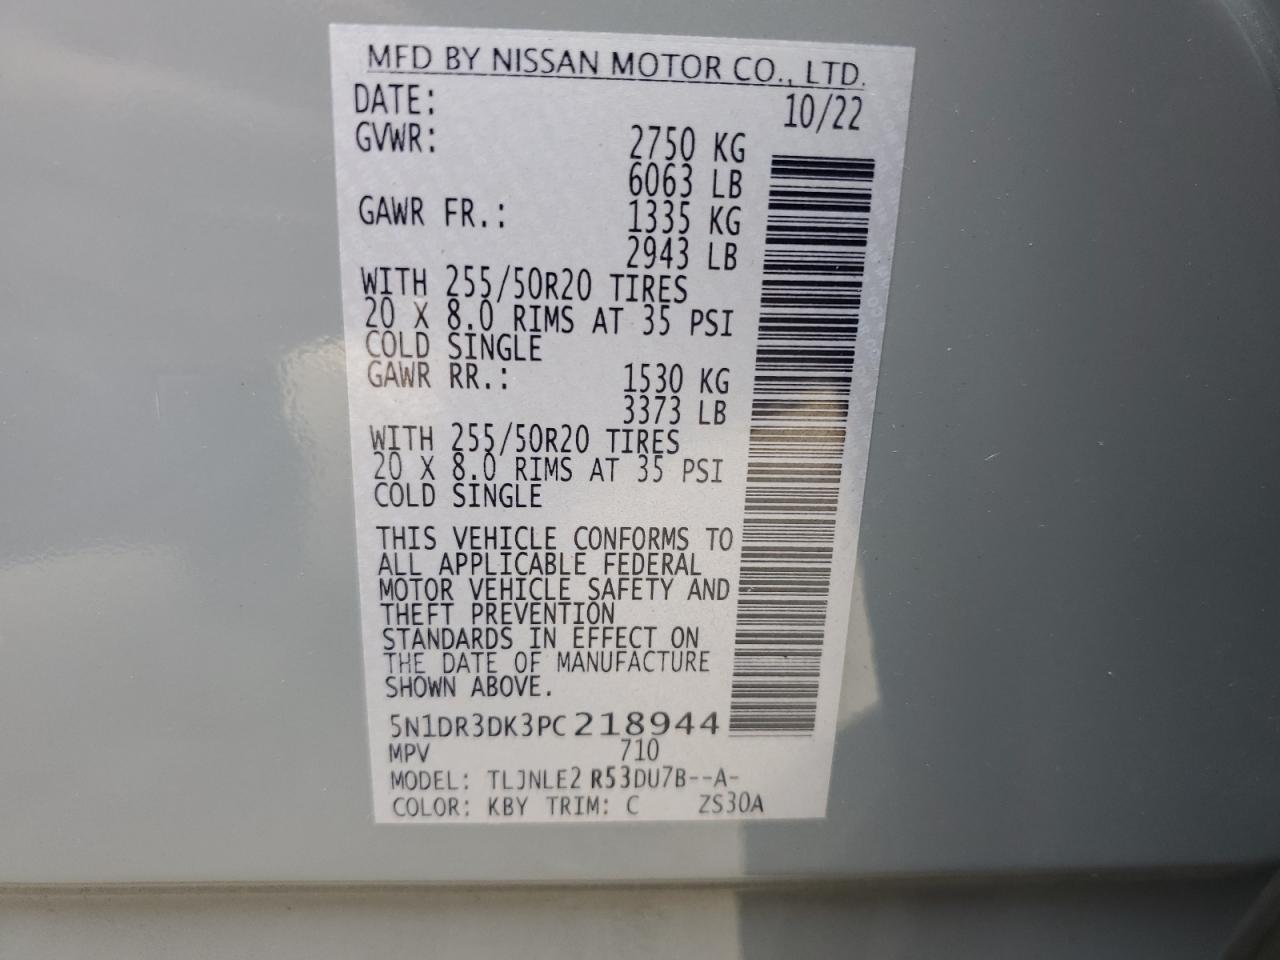 MFD BY NISSAN MOTOR CO., LTD.
DATE: 10/22
GVWR: 2750 KG
6063 LB
GAWR FR.: 1335 KG
2943 LB
WITH 255/50R20 TIRES
20 X 8.0 RIMS AT 35 PSI
COLD SINGLE
GAWR RR.: 1530 KG
3373 LB
WITH 255/50R20 TIRES
20 X 8.0 RIMS AT 35 PSI
COLD SINGLE
THIS VEHICLE CONFORMS TO
ALL APPLICABLE FEDERAL
MOTOR VEHICLE SAFETY AND
THEFT PREVENTION
STANDARDS IN EFFECT ON
THE DATE OF MANUFACTURE
SHOWN ABOVE.
5N1DR3DK3PC218944
MPV 710
MODEL: TLJNLE2 R53DU7B--A-
COLOR: KBY TRIM: C ZS30A